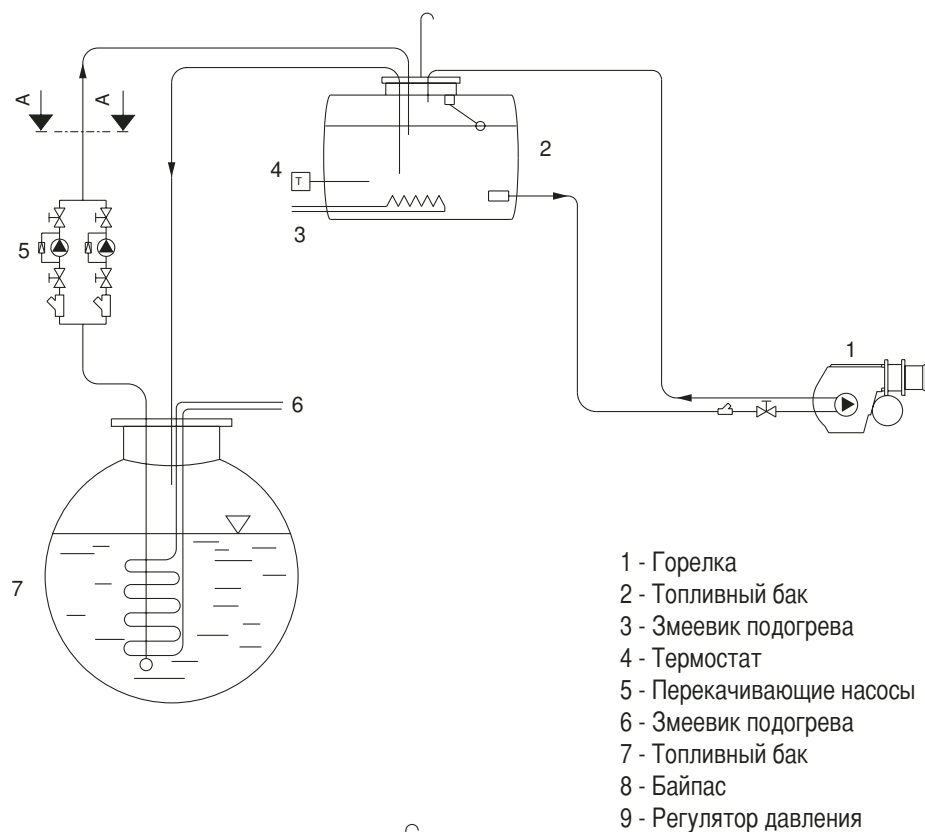 A A
2
4 T
3
5
1
6
7
1 - Горелка
2 - Топливный бак
3 - Змеевик подогрева
4 - Термостат
5 - Перекачивающие насосы
6 - Змеевик подогрева
7 - Топливный бак
8 - Байпас
9 - Регулятор давления